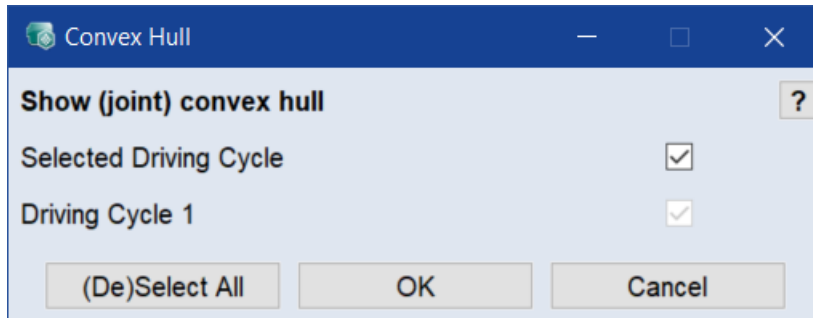 Convex Hull
Show (joint) convex hull
?
Selected Driving Cycle
Driving Cycle 1
(De)Select All
OK
Cancel